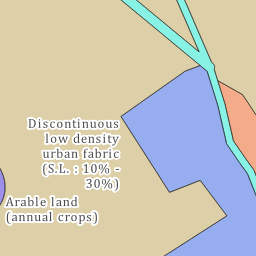 Discontinuous
low density
urban fabric
(S.L. : 10% -
30%)
Arable land
(annual crops)